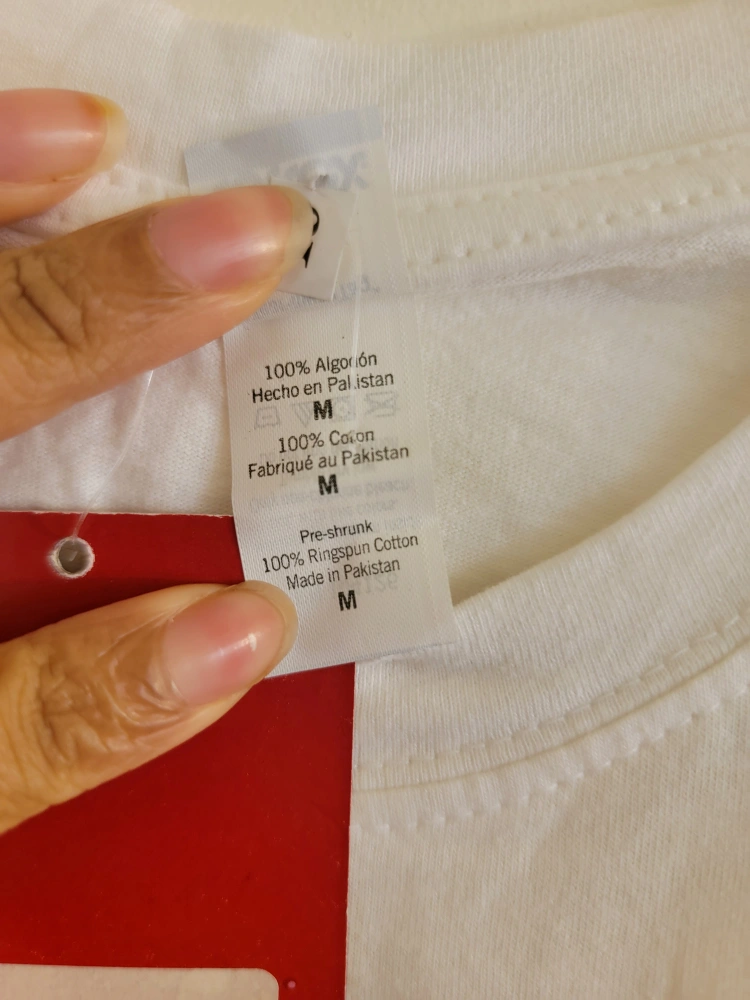 100% Algodón
Hecho en Pakistan
M
100% Coton
Fabriqué au Pakistan
M
Pre-shrunk
100% Ringspun Cotton
Made in Pakistan
M